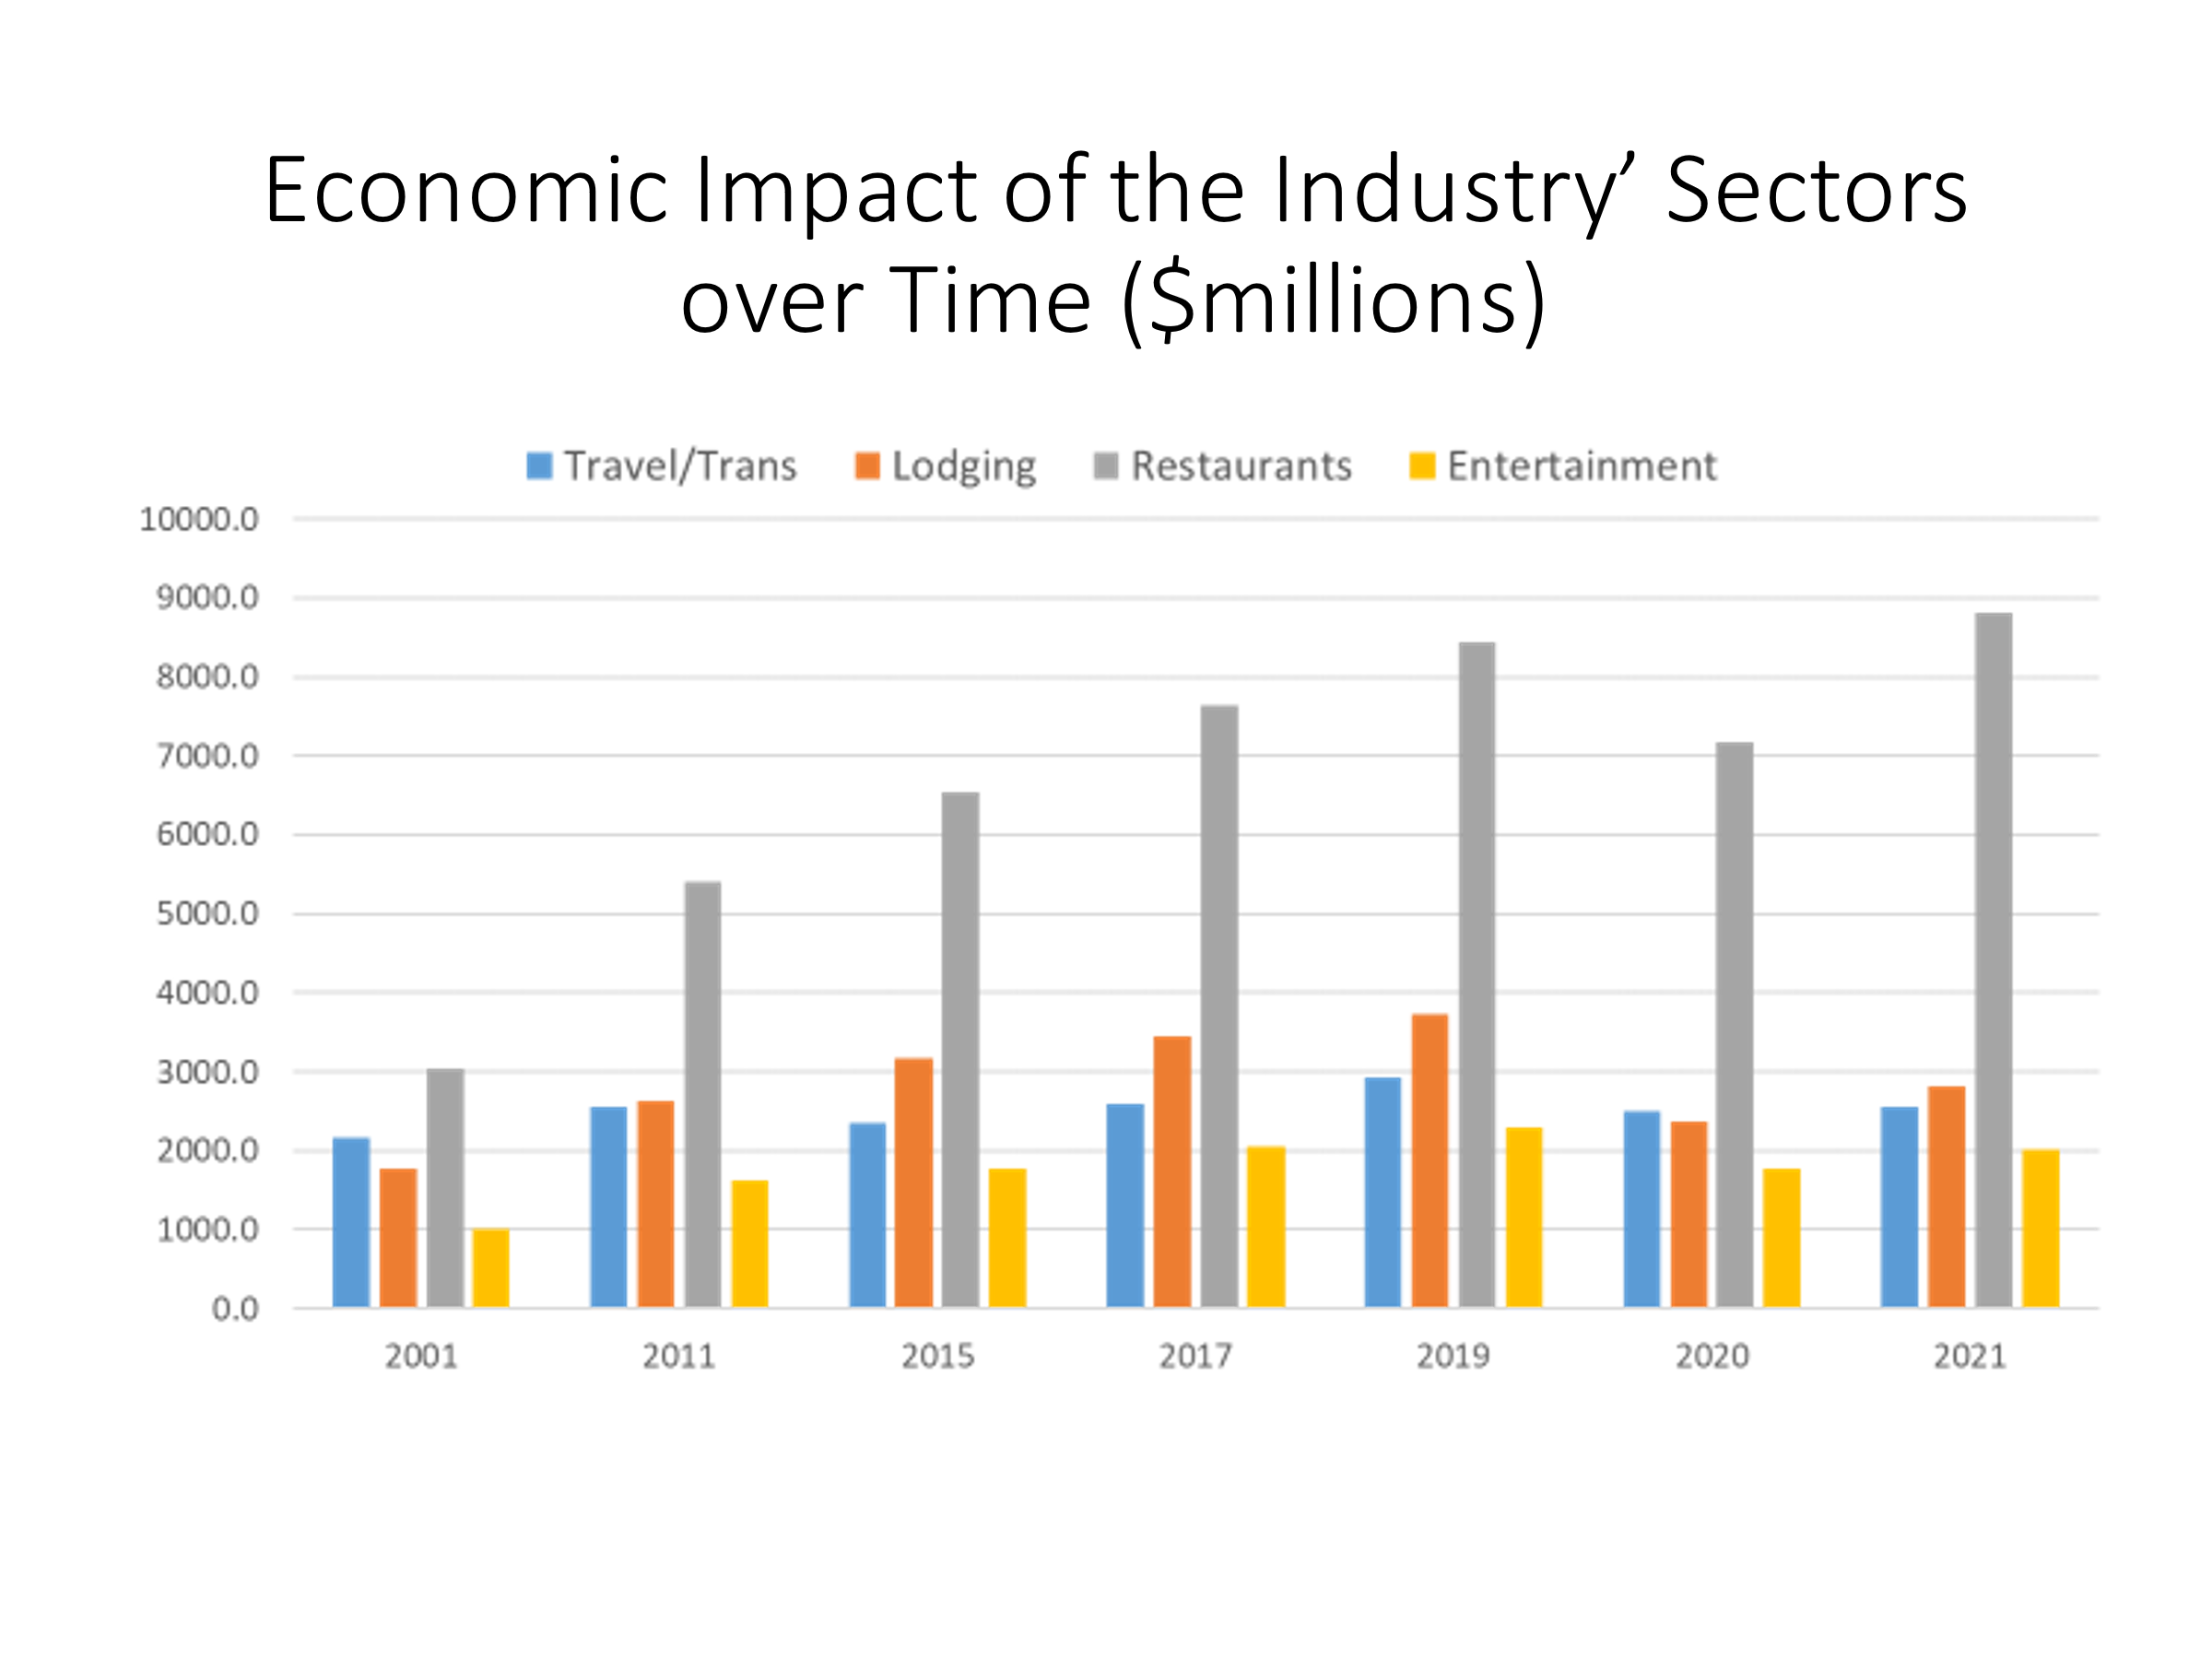 Economic Impact of the Industry’ Sectors
over Time ($millions)
Travel/Trans Lodging Restaurants Entertainment
10000.0
9000.0
8000.0
7000.0
6000.0
5000.0
4000.0
3000.0
2000.0
1000.0
0.0
2001 2011 2015 2017 2019 2020 2021